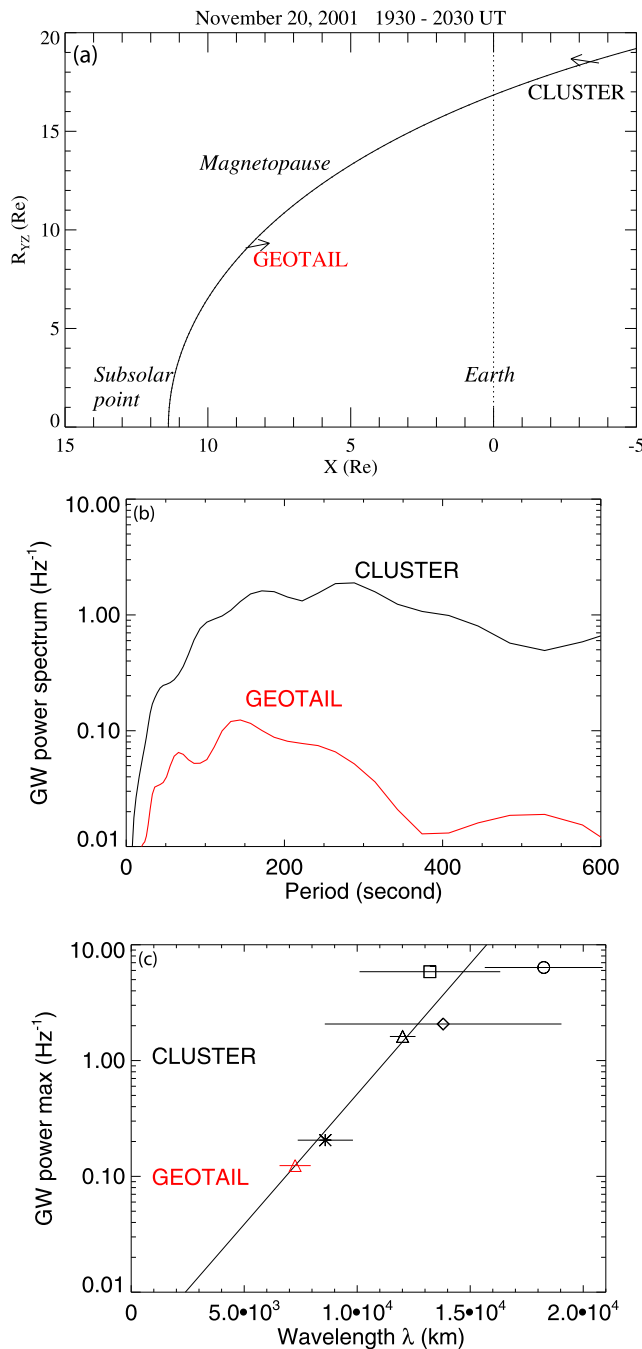 November 20, 2001 1930 - 2030 UT
(a)
20
15
10
5
0
R_YZ (Re)
CLUSTER
Magnetopause
GEOTAIL
Subsolar
point
Earth
15 10 5 0 -5
X (Re)
(b)
10.00
1.00
0.10
0.01
GW power spectrum (Hz⁻¹)
CLUSTER
GEOTAIL
0 200 400 600
Period (second)
(c)
10.00
1.00
0.10
0.01
GW power max (Hz⁻¹)
CLUSTER
GEOTAIL
0 5.0•10³ 1.0•10⁴ 1.5•10⁴ 2.0•10⁴
Wavelength λ (km)